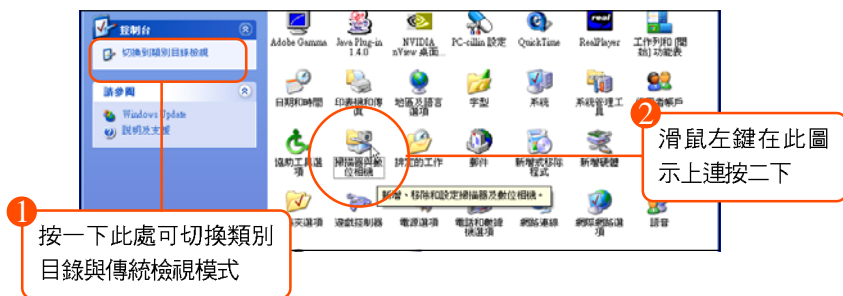 控制台
切換到類別目錄檢視
請參閱
Windows Update
說明及支援
Adobe Gamma
Java Plug-in 1.4.0
NVIDIA nView 桌面...
PC-cillin 設定
QuickTime
RealPlayer
工作列和 [開始] 功能表
日期和時間
印表機和傳真
地區及語言選項
字型
系統
系統管理工具
帳戶
協助工具選項
掃描器與數位相機
排定的工作
郵件
新增或移除程式
新增硬體
新增、移除和設定掃描器及數位相機。
夾選項
遊戲控制器
電源選項
電話和數據機選項
網路連線
網際網路選項
語音
1
按一下此處可切換類別
目錄與傳統檢視模式
2
滑鼠左鍵在此圖
示上連按二下